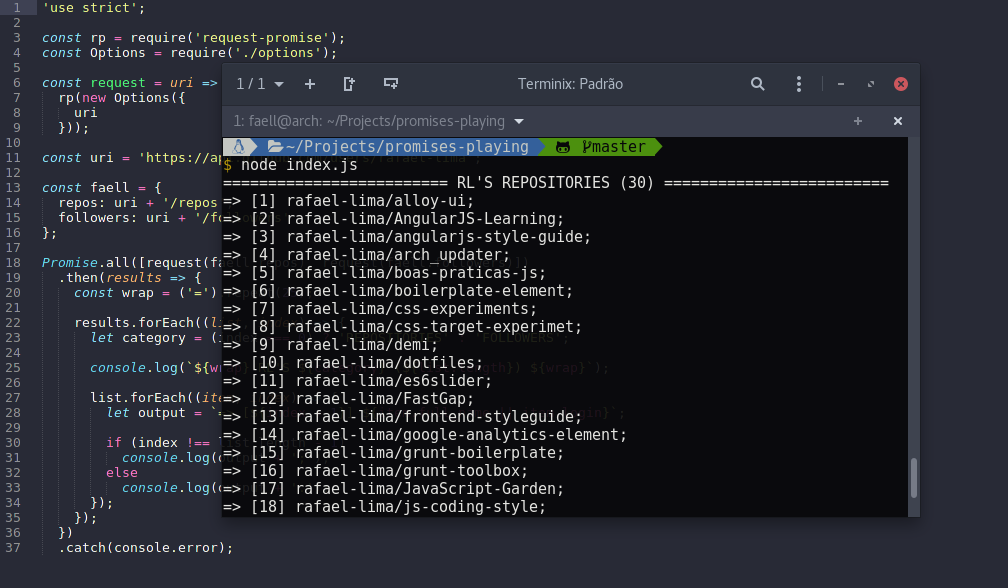 1 'use strict';
2
3 const rp = require('request-promise');
4 const Options = require('./options');
5
6 const request = uri =>
7 rp(new Options({
8 uri
9 }));
10
11 const uri = 'https://ap
12
13 const faell = {
14 repos: uri + '/repos
15 followers: uri + '/fo
16 };
17
18 Promise.all([request(fa
19 .then(results => {
20 const wrap = ('=')
21
22 results.forEach((li
23 let category = (i
24
25 console.log(`${wr
26
27 list.forEach((ite
28 let output = `=
29
30 if (index !== l
31 console.log(o
32 else
33 console.log(o
34 });
35 });
36 })
37 .catch(console.error);
1 / 1
Terminix: Padrão
1: faell@arch: ~/Projects/promises-playing
~/Projects/promises-playing master
$ node index.js
========================= RL'S REPOSITORIES (30) =========================
=> [1] rafael-lima/alloy-ui;
=> [2] rafael-lima/AngularJS-Learning;
=> [3] rafael-lima/angularjs-style-guide;
=> [4] rafael-lima/arch_updater;
=> [5] rafael-lima/boas-praticas-js;
=> [6] rafael-lima/boilerplate-element;
=> [7] rafael-lima/css-experiments;
=> [8] rafael-lima/css-target-experimet;
=> [9] rafael-lima/demi;
=> [10] rafael-lima/dotfiles;
=> [11] rafael-lima/es6slider;
=> [12] rafael-lima/FastGap;
=> [13] rafael-lima/frontend-styleguide;
=> [14] rafael-lima/google-analytics-element;
=> [15] rafael-lima/grunt-boilerplate;
=> [16] rafael-lima/grunt-toolbox;
=> [17] rafael-lima/JavaScript-Garden;
=> [18] rafael-lima/js-coding-style;